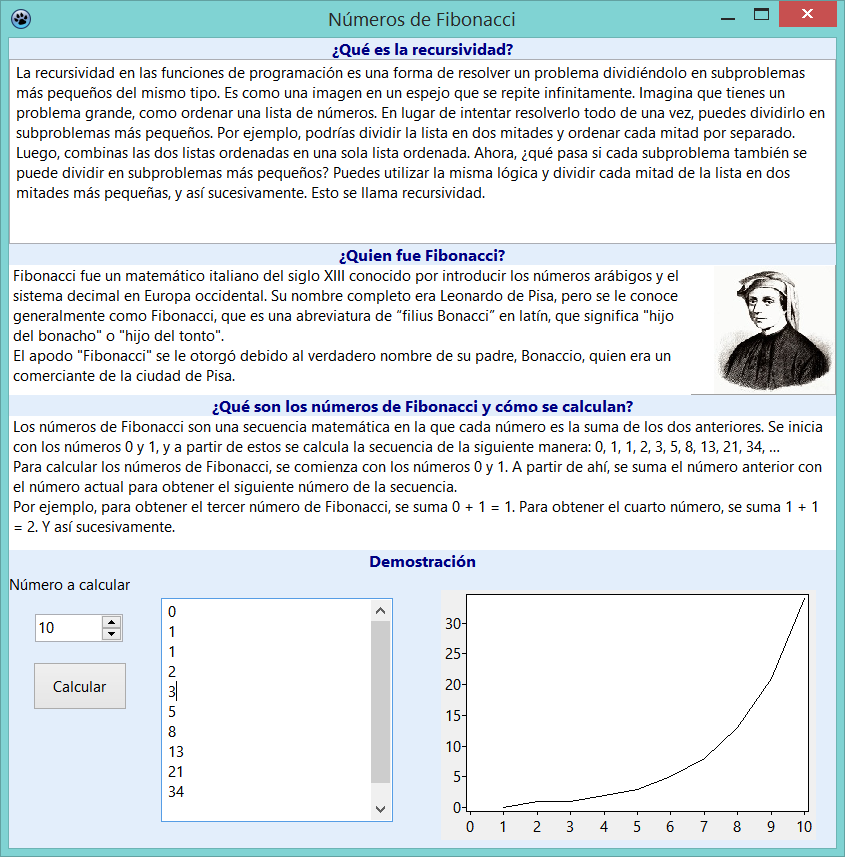 Números de Fibonacci
¿Qué es la recursividad?
La recursividad en las funciones de programación es una forma de resolver un problema dividiéndolo en subproblemas
más pequeños del mismo tipo. Es como una imagen en un espejo que se repite infinitamente. Imagina que tienes un
problema grande, como ordenar una lista de números. En lugar de intentar resolverlo todo de una vez, puedes dividirlo en
subproblemas más pequeños. Por ejemplo, podrías dividir la lista en dos mitades y ordenar cada mitad por separado.
Luego, combinas las dos listas ordenadas en una sola lista ordenada. Ahora, ¿qué pasa si cada subproblema también se
puede dividir en subproblemas más pequeños? Puedes utilizar la misma lógica y dividir cada mitad de la lista en dos
mitades más pequeñas, y así sucesivamente. Esto se llama recursividad.
¿Quien fue Fibonacci?
Fibonacci fue un matemático italiano del siglo XIII conocido por introducir los números arábigos y el
sistema decimal en Europa occidental. Su nombre completo era Leonardo de Pisa, pero se le conoce
generalmente como Fibonacci, que es una abreviatura de “filius Bonacci” en latín, que significa "hijo
del bonacho" o "hijo del tonto".
El apodo "Fibonacci" se le otorgó debido al verdadero nombre de su padre, Bonaccio, quien era un
comerciante de la ciudad de Pisa.
¿Qué son los números de Fibonacci y cómo se calculan?
Los números de Fibonacci son una secuencia matemática en la que cada número es la suma de los dos anteriores. Se inicia
con los números 0 y 1, y a partir de estos se calcula la secuencia de la siguiente manera: 0, 1, 1, 2, 3, 5, 8, 13, 21, 34, ...
Para calcular los números de Fibonacci, se comienza con los números 0 y 1. A partir de ahí, se suma el número anterior con
el número actual para obtener el siguiente número de la secuencia.
Por ejemplo, para obtener el tercer número de Fibonacci, se suma 0 + 1 = 1. Para obtener el cuarto número, se suma 1 + 1
= 2. Y así sucesivamente.
Demostración
Número a calcular
10
Calcular
0
1
1
2
3
5
8
13
21
34
30
25
20
15
10
5
0
0 1 2 3 4 5 6 7 8 9 10